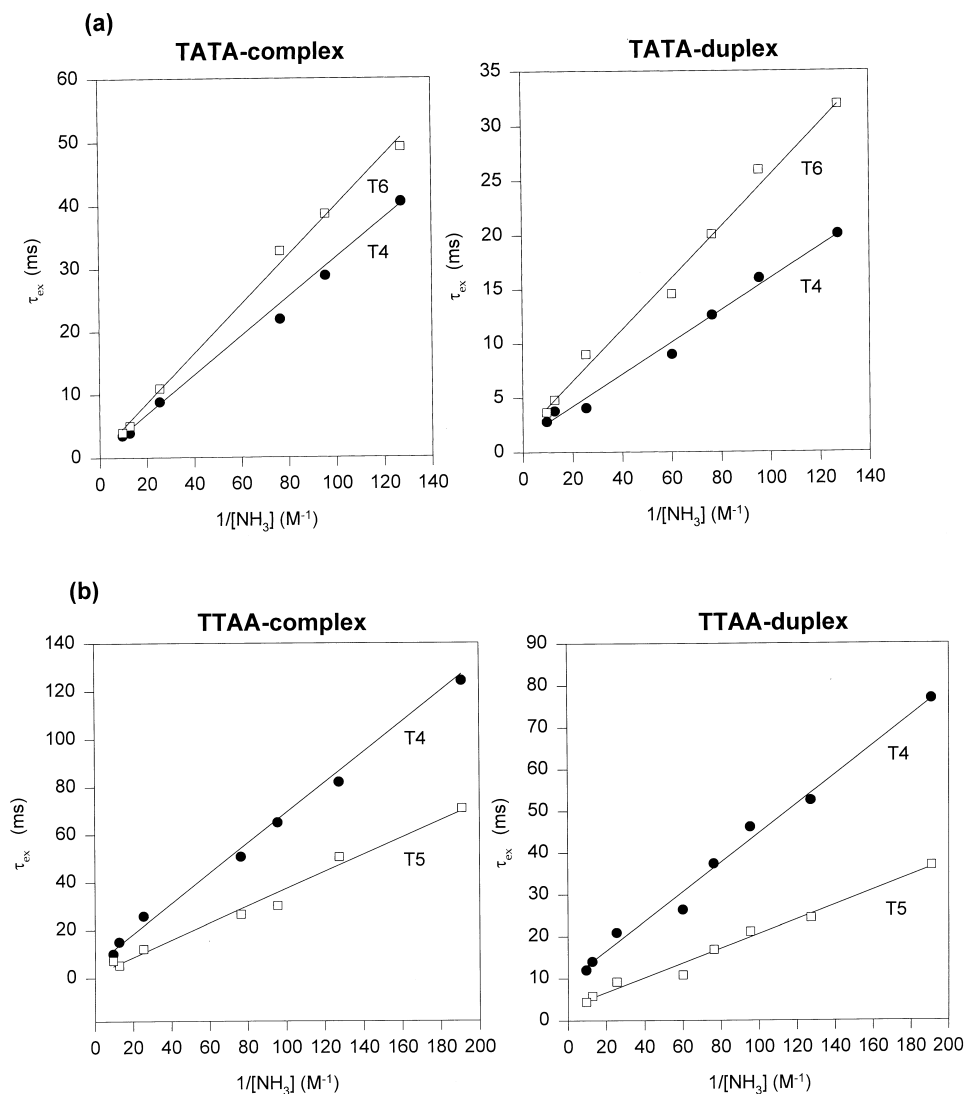 (a)
TATA-complex
TATA-duplex
60
50
40
30
20
10
0
τex (ms)
T6
T4
0 20 40 60 80 100 120 140
1/[NH3] (M-1)
35
30
25
20
15
10
5
0
τex (ms)
T6
T4
0 20 40 60 80 100 120 140
1/[NH3] (M-1)
(b)
TTAA-complex
TTAA-duplex
140
120
100
80
60
40
20
0
τex (ms)
T4
T5
0 20 40 60 80 100 120 140 160 180 200
1/[NH3] (M-1)
90
80
70
60
50
40
30
20
10
0
τex (ms)
T4
T5
0 20 40 60 80 100 120 140 160 180 200
1/[NH3] (M-1)